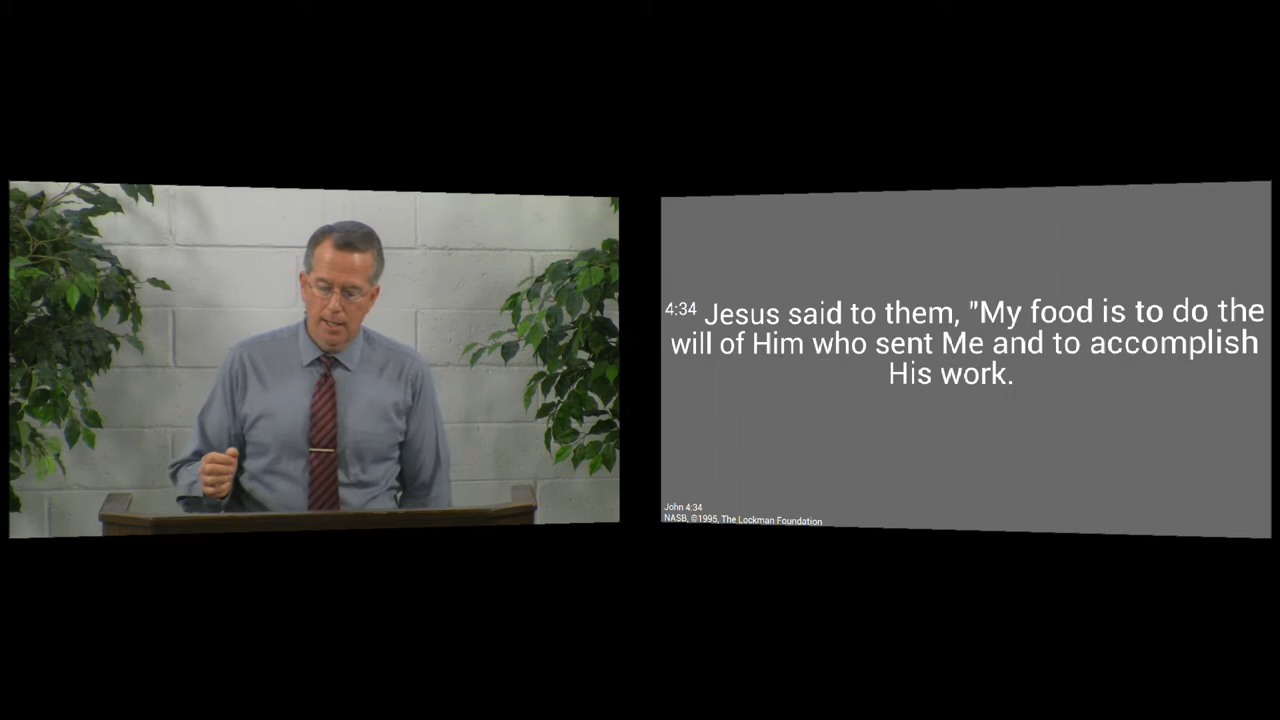 4:34 Jesus said to them, "My food is to do the
will of Him who sent Me and to accomplish
His work.
John 4:34
NASB, ©1995, The Lockman Foundation